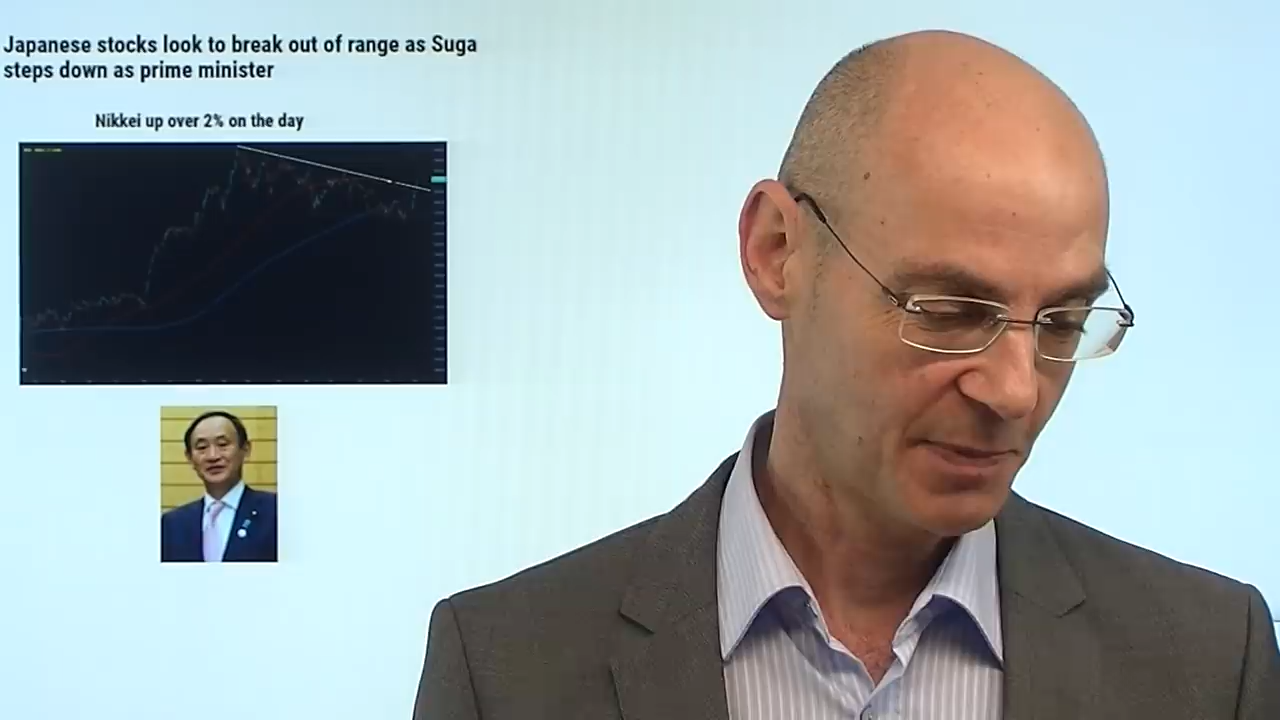 Japanese stocks look to break out of range as Suga
steps down as prime minister
Nikkei up over 2% on the day